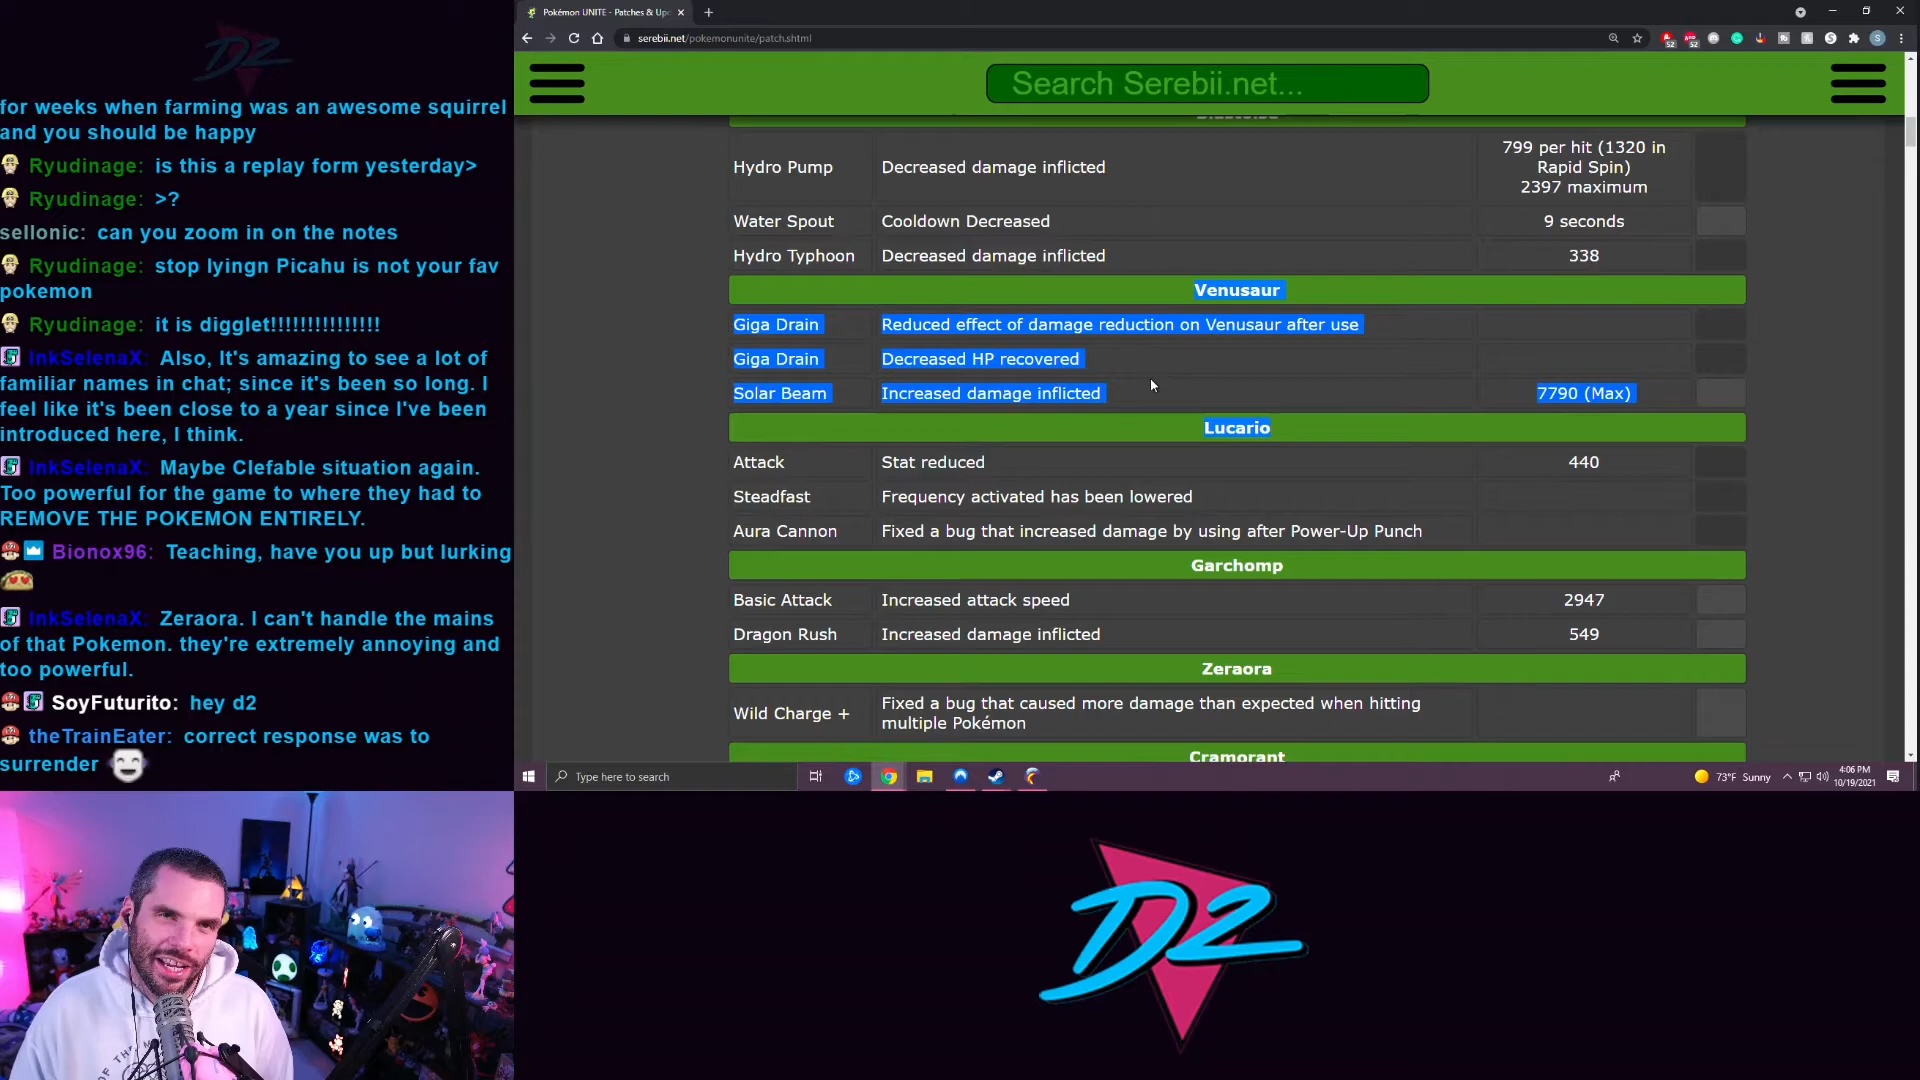 D2
for weeks when farming was an awesome squirrel
and you should be happy
Ryudinage: is this a replay form yesterday>
Ryudinage: >?
sellonic: can you zoom in on the notes
Ryudinage: stop lyingn Picahu is not your fav
pokemon
Ryudinage: it is digglet!!!!!!!!!!!!!!!
InkSelenaX: Also, It's amazing to see a lot of
familiar names in chat; since it's been so long. I
feel like it's been close to a year since I've been
introduced here, I think.
InkSelenaX: Maybe Clefable situation again.
Too powerful for the game to where they had to
REMOVE THE POKEMON ENTIRELY.
Bionox96: Teaching, have you up but lurking
InkSelenaX: Zeraora. I can't handle the mains
of that Pokemon. they're extremely annoying and
too powerful.
SoyFuturito: hey d2
theTrainEater: correct response was to
surrender
Pokémon UNITE - Patches & Up
serebii.net/pokemonunite/patch.shtml
52
52
S
Search Serebii.net...
Blastoise
Hydro Pump Decreased damage inflicted 799 per hit (1320 in
Rapid Spin)
2397 maximum
Water Spout Cooldown Decreased 9 seconds
Hydro Typhoon Decreased damage inflicted 338
Venusaur
Giga Drain Reduced effect of damage reduction on Venusaur after use
Giga Drain Decreased HP recovered
Solar Beam Increased damage inflicted 7790 (Max)
Lucario
Attack Stat reduced 440
Steadfast Frequency activated has been lowered
Aura Cannon Fixed a bug that increased damage by using after Power-Up Punch
Garchomp
Basic Attack Increased attack speed 2947
Dragon Rush Increased damage inflicted 549
Zeraora
Wild Charge + Fixed a bug that caused more damage than expected when hitting
multiple Pokémon
Cramorant
Type here to search
73°F Sunny
4:06 PM
10/19/2021
D2